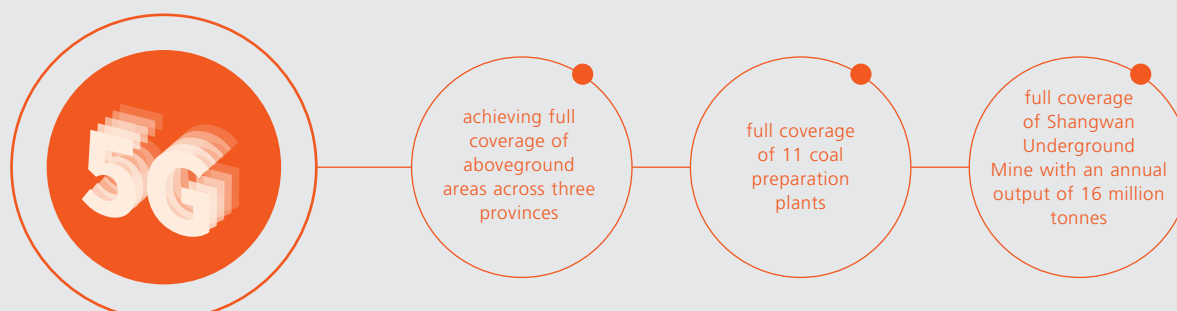 5G
achieving full
coverage of
aboveground
areas across three
provinces
full coverage
of 11 coal
preparation
plants
full coverage
of Shangwan
Underground
Mine with an annual
output of 16 million
tonnes